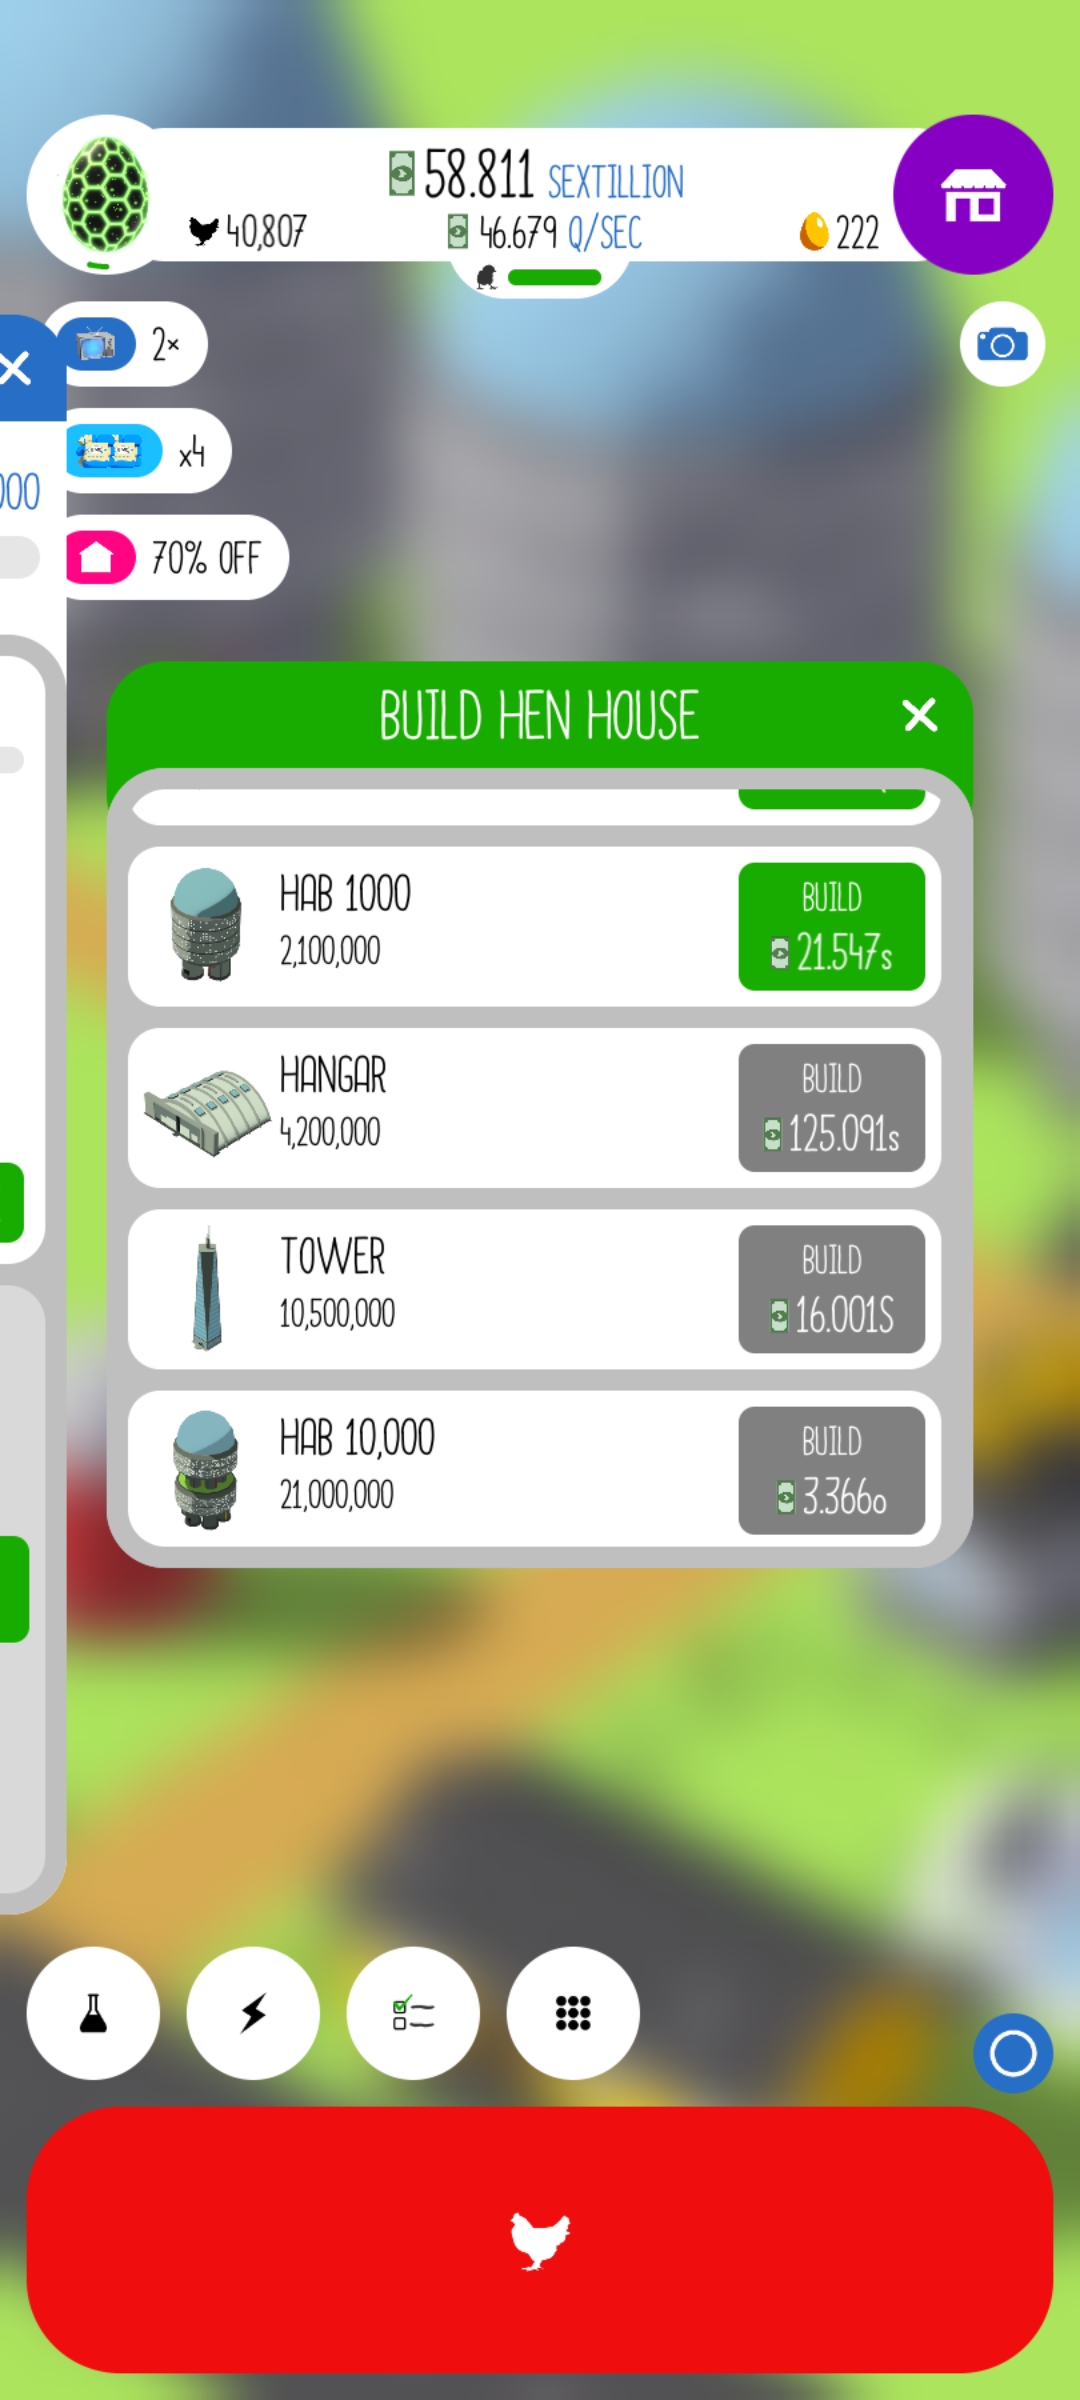 58.811 SEXTILLION
40,807
46.679 Q/SEC
222
2×
x4
000
70% OFF
BUILD HEN HOUSE
HAB 1000
2,100,000
BUILD
21.547s
HANGAR
4,200,000
BUILD
125.091s
TOWER
10,500,000
BUILD
16.001S
HAB 10,000
21,000,000
BUILD
3.366o